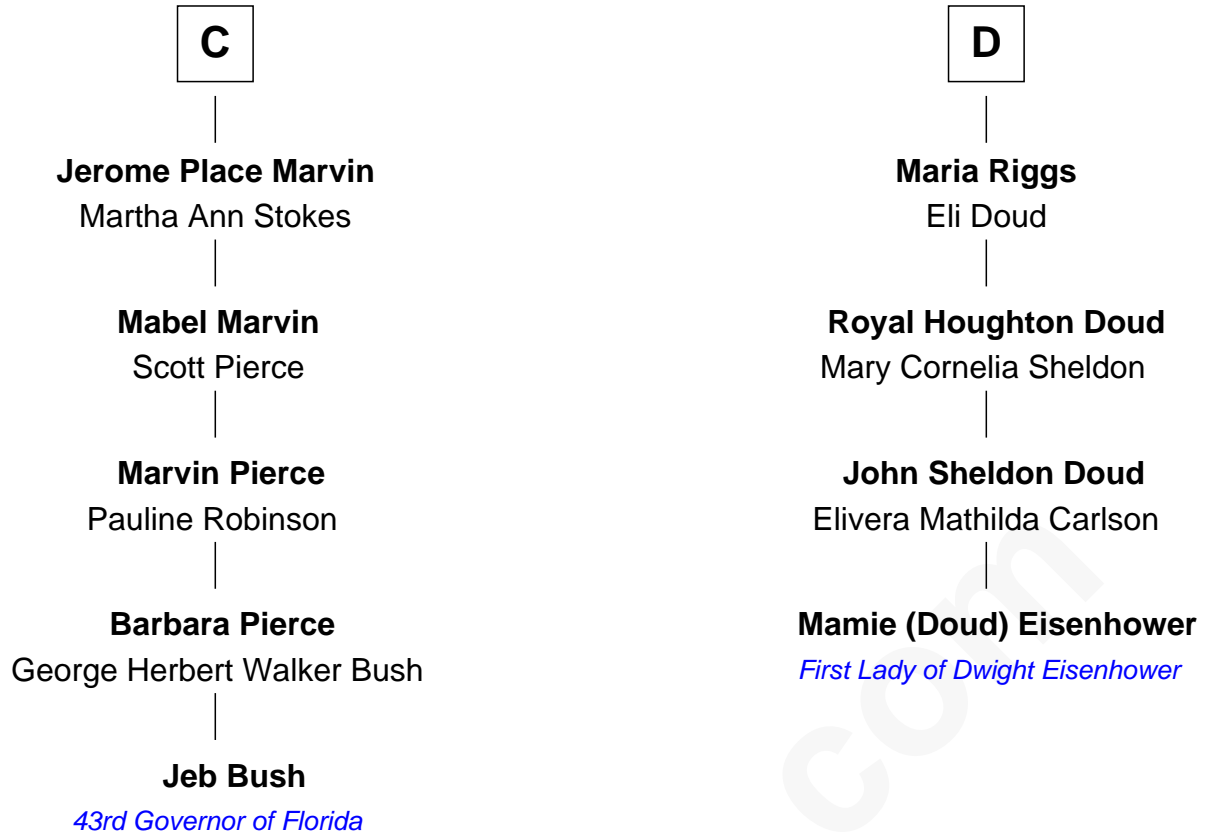 C
Jerome Place Marvin
Martha Ann Stokes
Mabel Marvin
Scott Pierce
Marvin Pierce
Pauline Robinson
Barbara Pierce
George Herbert Walker Bush
Jeb Bush
43rd Governor of Florida
D
Maria Riggs
Eli Doud
Royal Houghton Doud
Mary Cornelia Sheldon
John Sheldon Doud
Elivera Mathilda Carlson
Mamie (Doud) Eisenhower
First Lady of Dwight Eisenhower
com